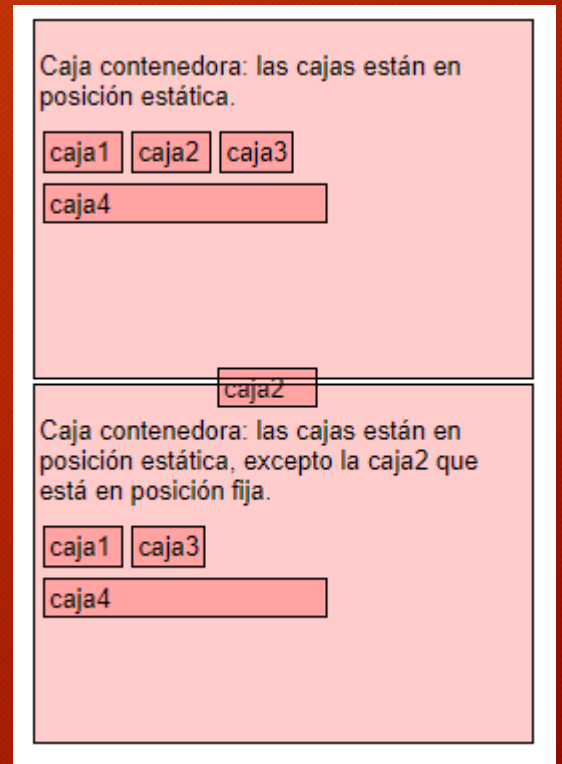 Caja contenedora: las cajas están en
posición estática.
caja1 caja2 caja3
caja4
caja2
Caja contenedora: las cajas están en
posición estática, excepto la caja2 que
está en posición fija.
caja1 caja3
caja4